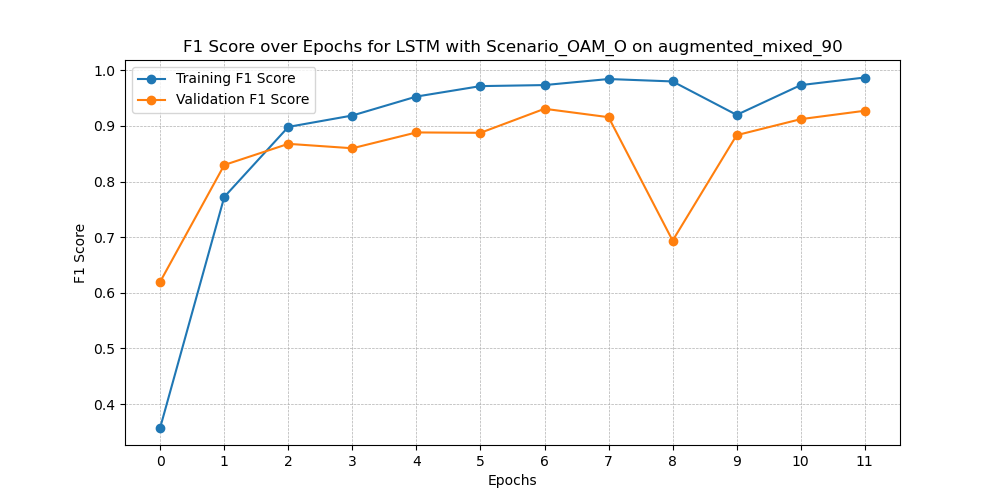 F1 Score over Epochs for LSTM with Scenario_OAM_O on augmented_mixed_90
Training F1 Score
Validation F1 Score
F1 Score
1.0
0.9
0.8
0.7
0.6
0.5
0.4
0 1 2 3 4 5 6 7 8 9 10 11
Epochs